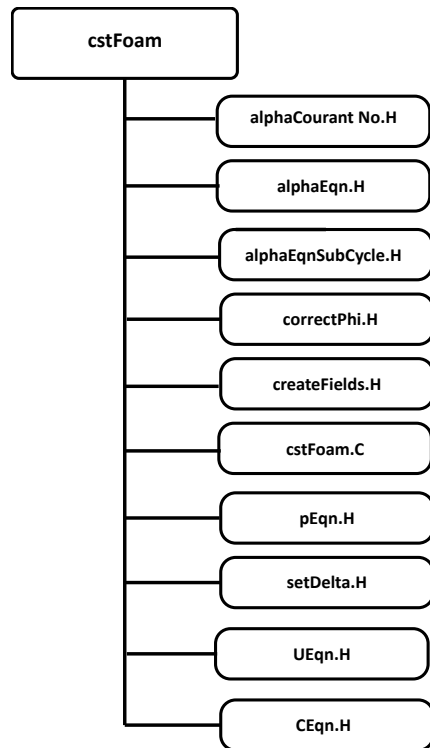 cstFoam
alphaCourant No.H
alphaEqn.H
alphaEqnSubCycle.H
correctPhi.H
createFields.H
cstFoam.C
pEqn.H
setDelta.H
UEqn.H
CEqn.H